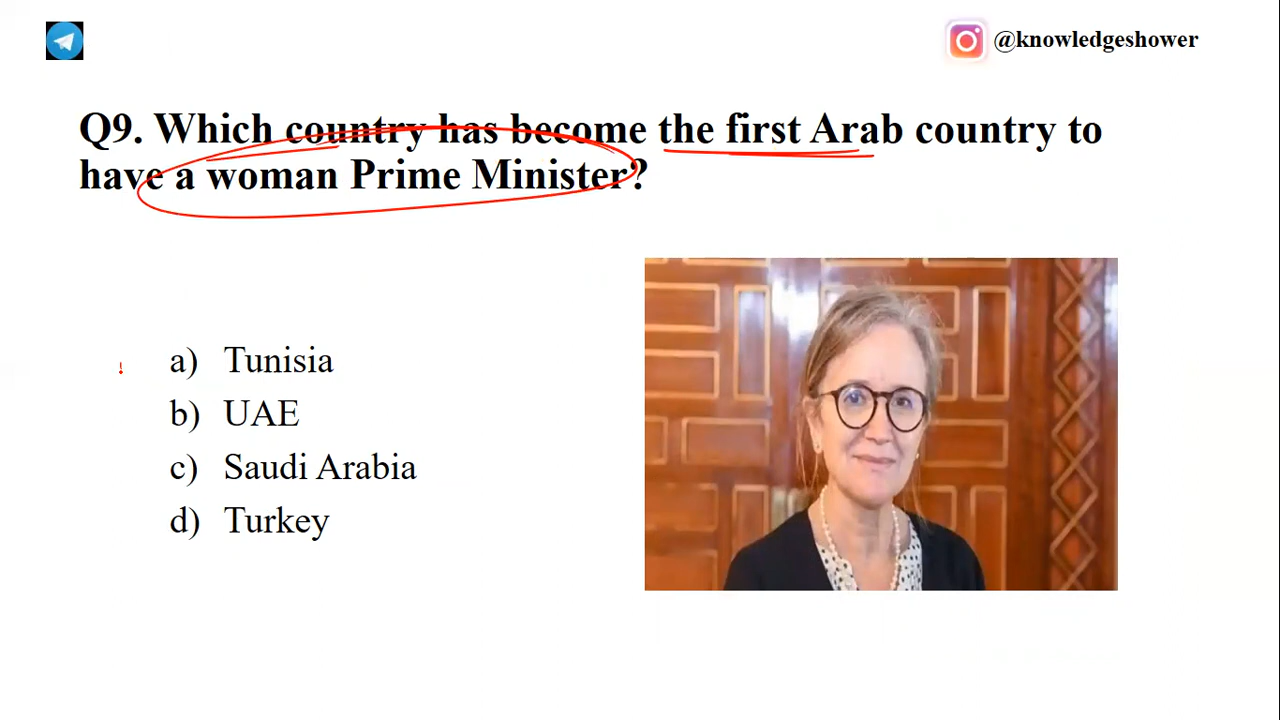 @knowledgeshower
Q9. Which country has become the first Arab country to
have a woman Prime Minister?
a) Tunisia
b) UAE
c) Saudi Arabia
d) Turkey